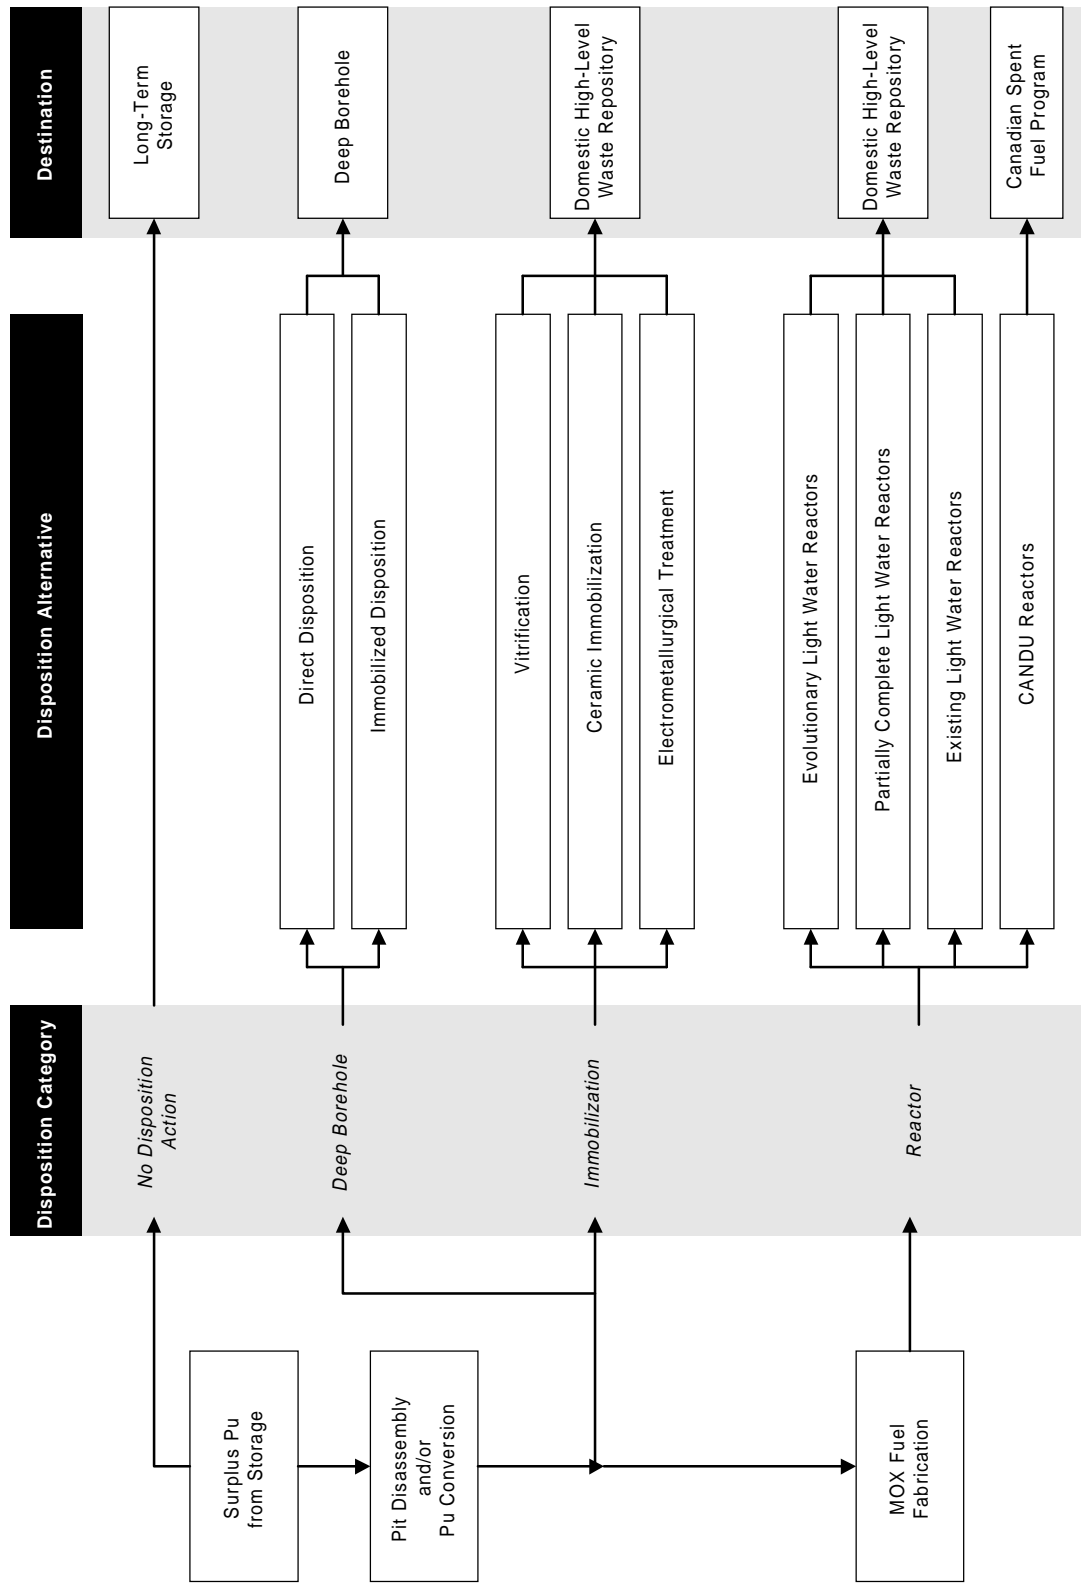 Disposition Category
Disposition Alternative
Destination
No Disposition
Action
Long-Term
Storage
Surplus Pu
from Storage
Deep Borehole
Direct Disposition
Immobilized Disposition
Deep Borehole
Pit Disassembly
and/or
Pu Conversion
Immobilization
Vitrification
Ceramic Immobilization
Electrometallurgical Treatment
Domestic High-Level
Waste Repository
MOX Fuel
Fabrication
Reactor
Evolutionary Light Water Reactors
Partially Complete Light Water Reactors
Existing Light Water Reactors
CANDU Reactors
Domestic High-Level
Waste Repository
Canadian Spent
Fuel Program